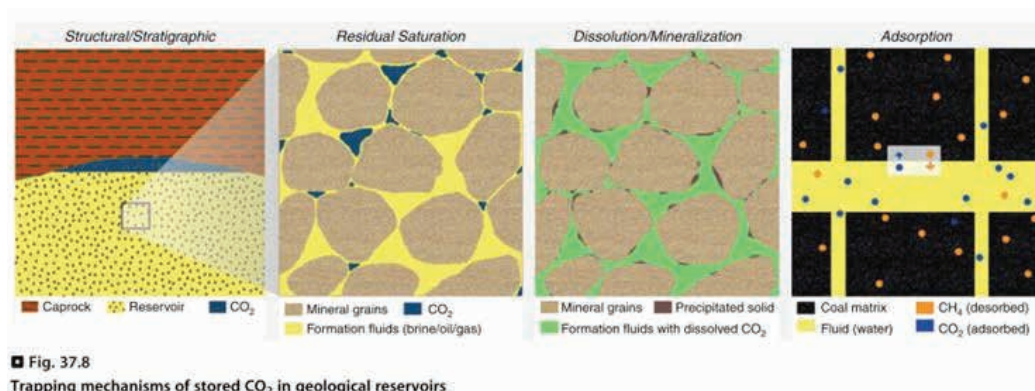 Structural/Stratigraphic
Residual Saturation
Dissolution/Mineralization
Adsorption
Caprock
Reservoir
CO₂
Mineral grains
CO₂
Formation fluids (brine/oil/gas)
Mineral grains
Precipitated solid
Formation fluids with dissolved CO₂
Coal matrix
CH₄ (desorbed)
Fluid (water)
CO₂ (adsorbed)
Fig. 37.8
Trapping mechanisms of stored CO₂ in geological reservoirs